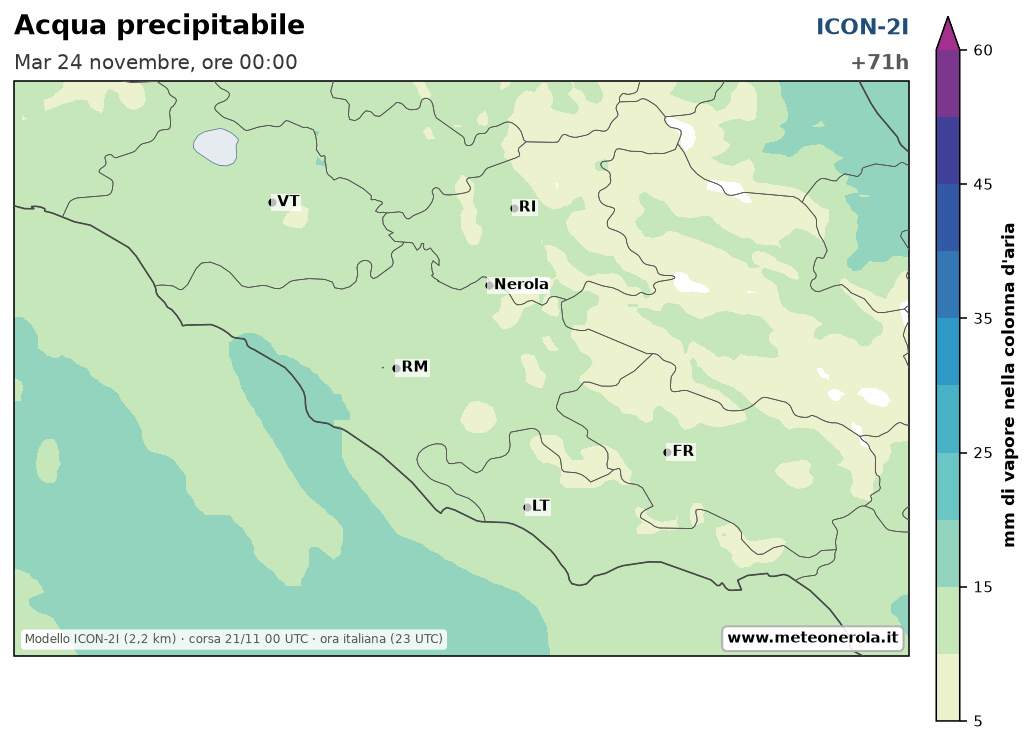 Acqua precipitabile
ICON-2I
Mar 24 novembre, ore 00:00
+71h
60
45
35
25
15
5
mm di vapore nella colonna d'aria
VT
RI
Nerola
RM
FR
LT
Modello ICON-2I (2,2 km) · corsa 21/11 00 UTC · ora italiana (23 UTC)
www.meteonerola.it